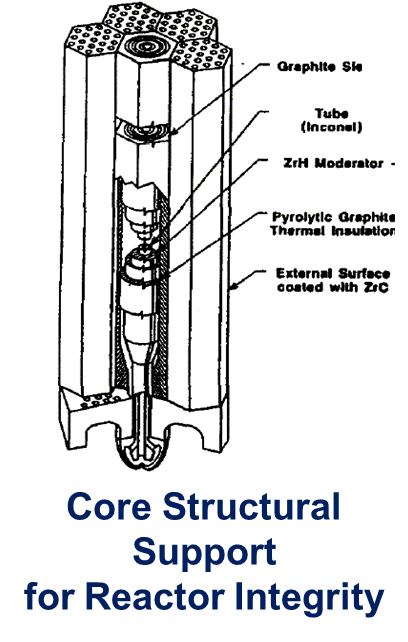 Graphite Sle
Tube
(Inconel)
ZrH Moderator -
Pyrolytic Graphite
Thermal Insulation
External Surface
coated with ZrC
Core Structural
Support
for Reactor Integrity